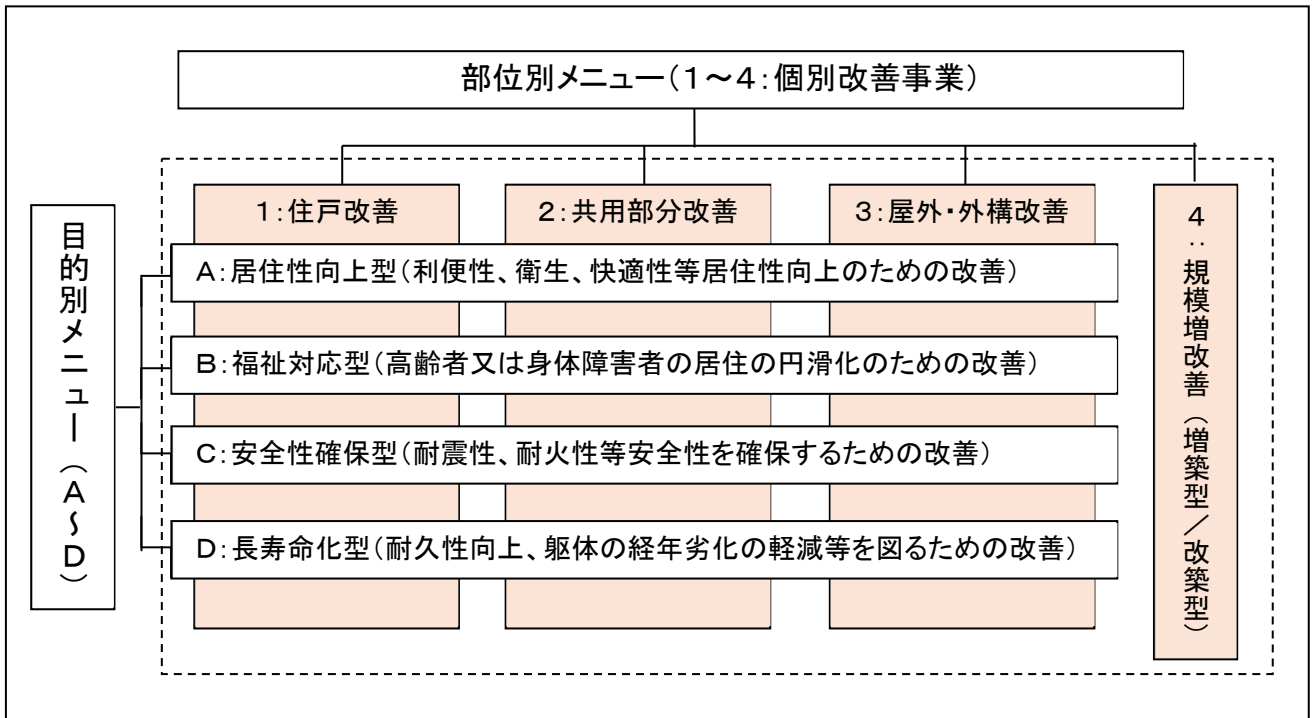 部位別メニュー(1~4:個別改善事業)
1:住戸改善
2:共用部分改善
3:屋外・外構改善
4:規模増改善(増築型/改築型)
目的別メニュー(A~D)
A:居住性向上型(利便性、衛生、快適性等居住性向上のための改善)
B:福祉対応型(高齢者又は身体障害者の居住の円滑化のための改善)
C:安全性確保型(耐震性、耐火性等安全性を確保するための改善)
D:長寿命化型(耐久性向上、躯体の経年劣化の軽減等を図るための改善)